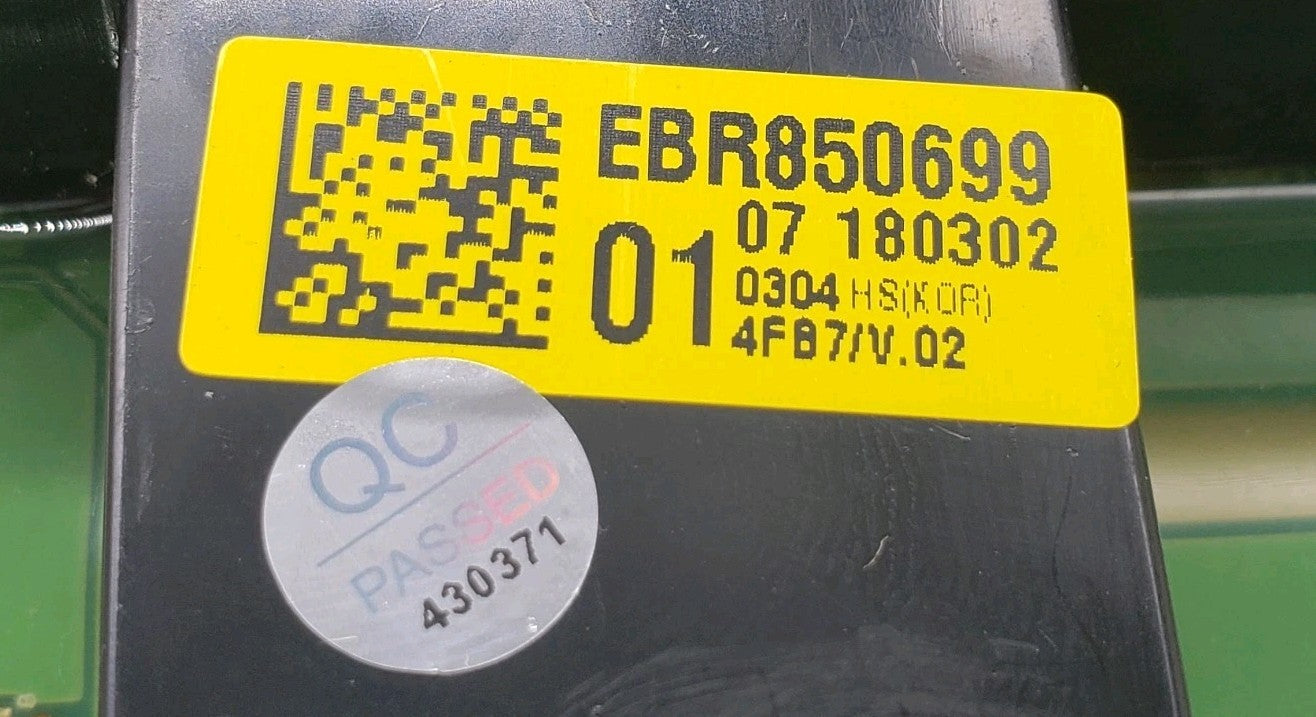 EBR850699
01 07 180302
0304 HS(KOR)
4FB7/V.02
QC
PASSED
430371